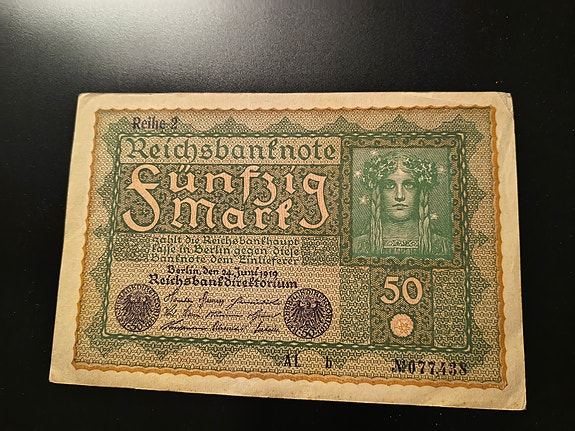 Reihe 2
Reichsbanknote
Fünfzig
Mark
zahlt die Reichsbankhaupt
kasse in Berlin gegen diese
Banknote dem Einlieferer
Berlin, den 24. Juni 1919
Reichsbankdirektorium
50
AL b №077438